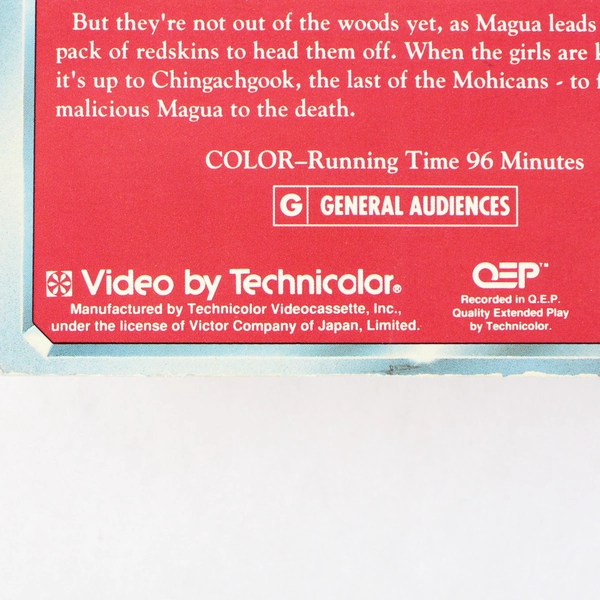 But they're not out of the woods yet, as Magua leads
pack of redskins to head them off. When the girls are
it's up to Chingachgook, the last of the Mohicans - to
malicious Magua to the death.
COLOR–Running Time 96 Minutes
G GENERAL AUDIENCES
Video by Technicolor®
Manufactured by Technicolor Videocassette, Inc.,
under the license of Victor Company of Japan, Limited.
QEP™
Recorded in Q.E.P.
Quality Extended Play
by Technicolor.